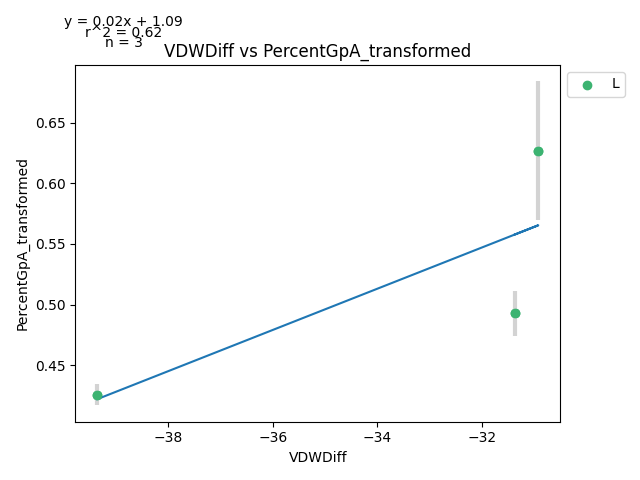 y = 0.02x + 1.09
r^2 = 0.62
n = 3
VDWDiff vs PercentGpA_transformed
L
PercentGpA_transformed
0.65
0.60
0.55
0.50
0.45
−38
−36
−34
−32
VDWDiff